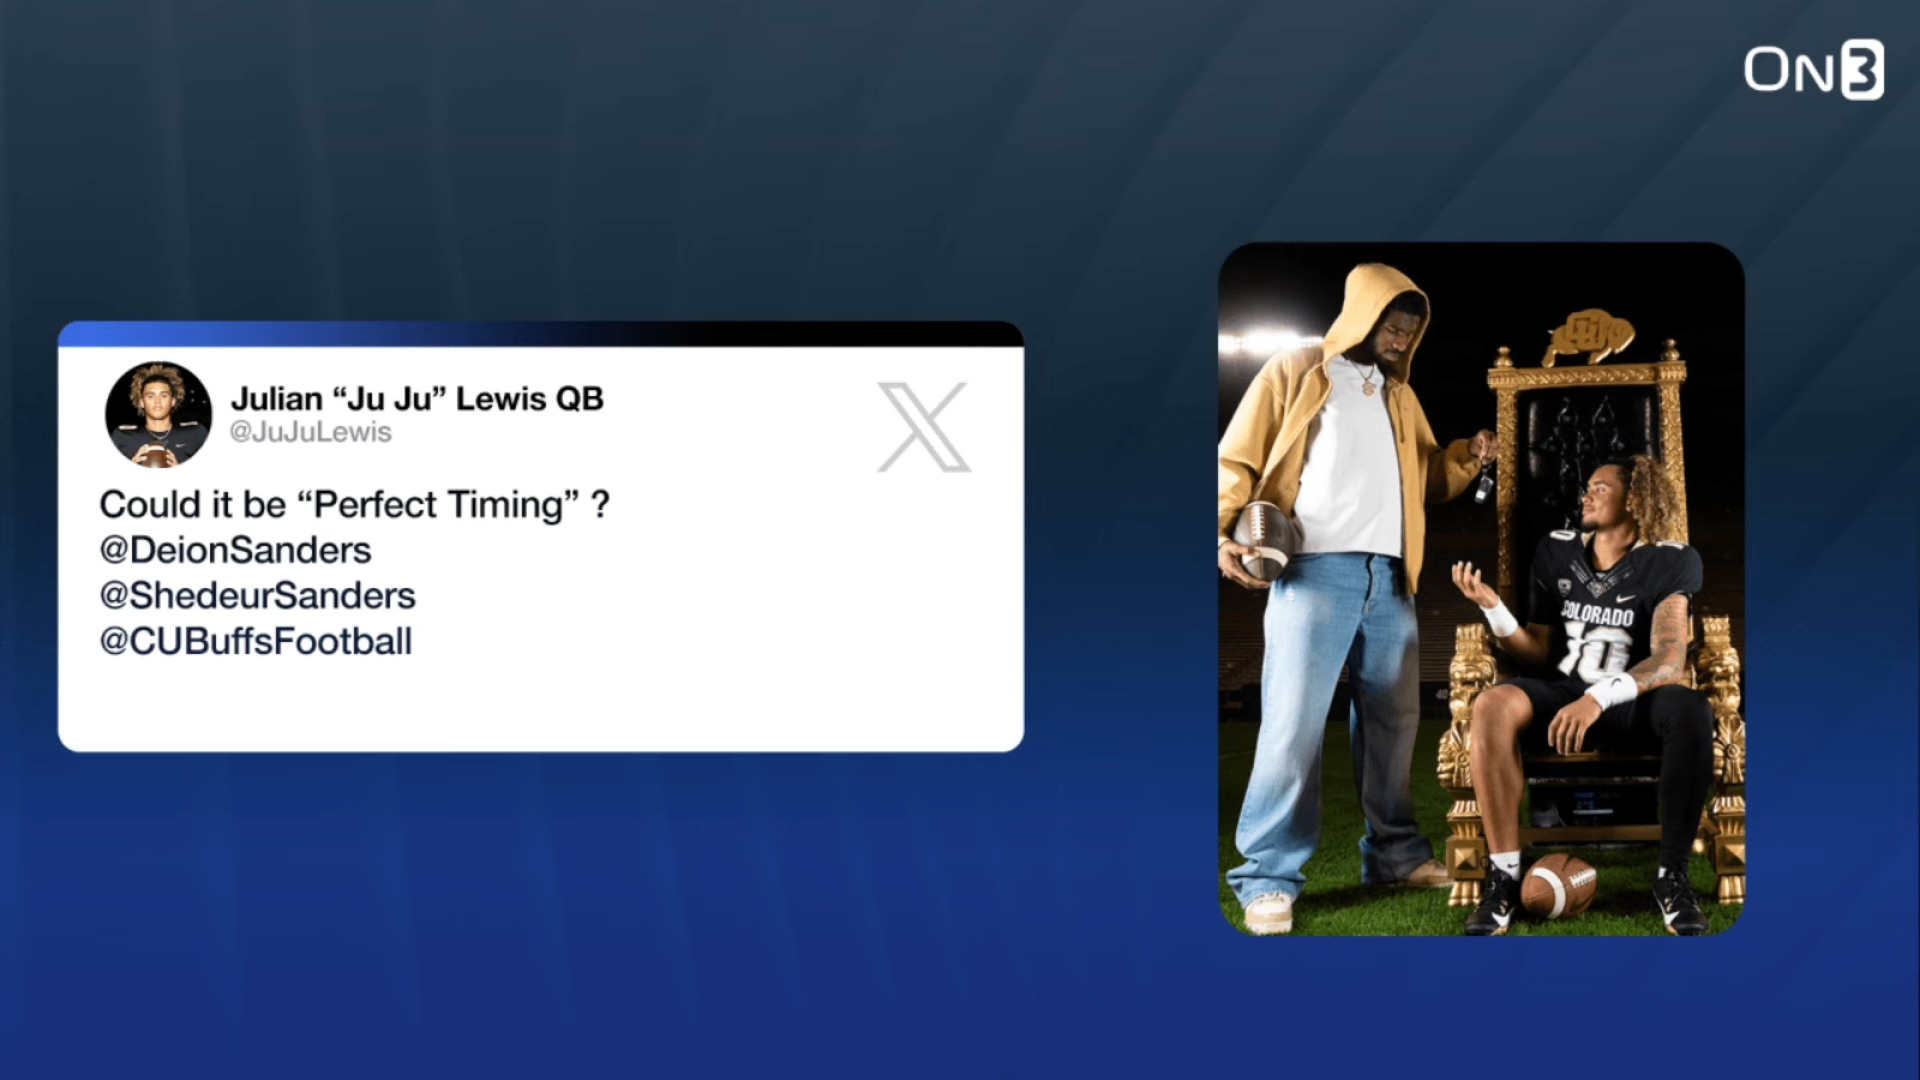 ON3
Julian “Ju Ju” Lewis QB
@JuJuLewis
Could it be “Perfect Timing” ?
@DeionSanders
@ShedeurSanders
@CUBuffsFootball
COLORADO
10